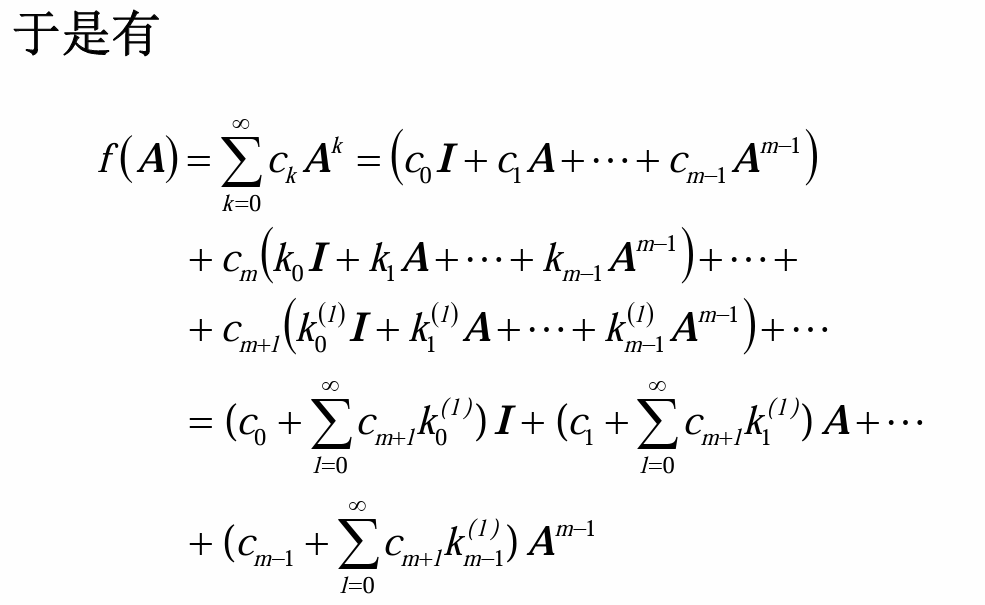 于是有
f(A) = ∑_{k=0}^{∞} c_k A^k = (c_0 I + c_1 A + ⋯ + c_{m−1} A^{m−1})
+ c_m (k_0 I + k_1 A + ⋯ + k_{m−1} A^{m−1}) + ⋯ +
+ c_{m+l} (k_0^{(l)} I + k_1^{(l)} A + ⋯ + k_{m−1}^{(l)} A^{m−1}) + ⋯
= (c_0 + ∑_{l=0}^{∞} c_{m+l} k_0^{(l)}) I + (c_1 + ∑_{l=0}^{∞} c_{m+l} k_1^{(l)}) A + ⋯
+ (c_{m−1} + ∑_{l=0}^{∞} c_{m+l} k_{m−1}^{(l)}) A^{m−1}